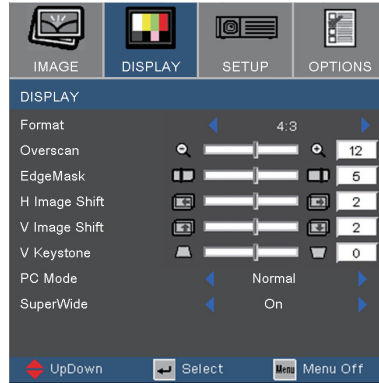 IMAGE DISPLAY SETUP OPTIONS
DISPLAY
Format 4:3
Overscan 12
EdgeMask 5
H Image Shift 2
V Image Shift 2
V Keystone 0
PC Mode Normal
SuperWide On
UpDown Select Menu Menu Off